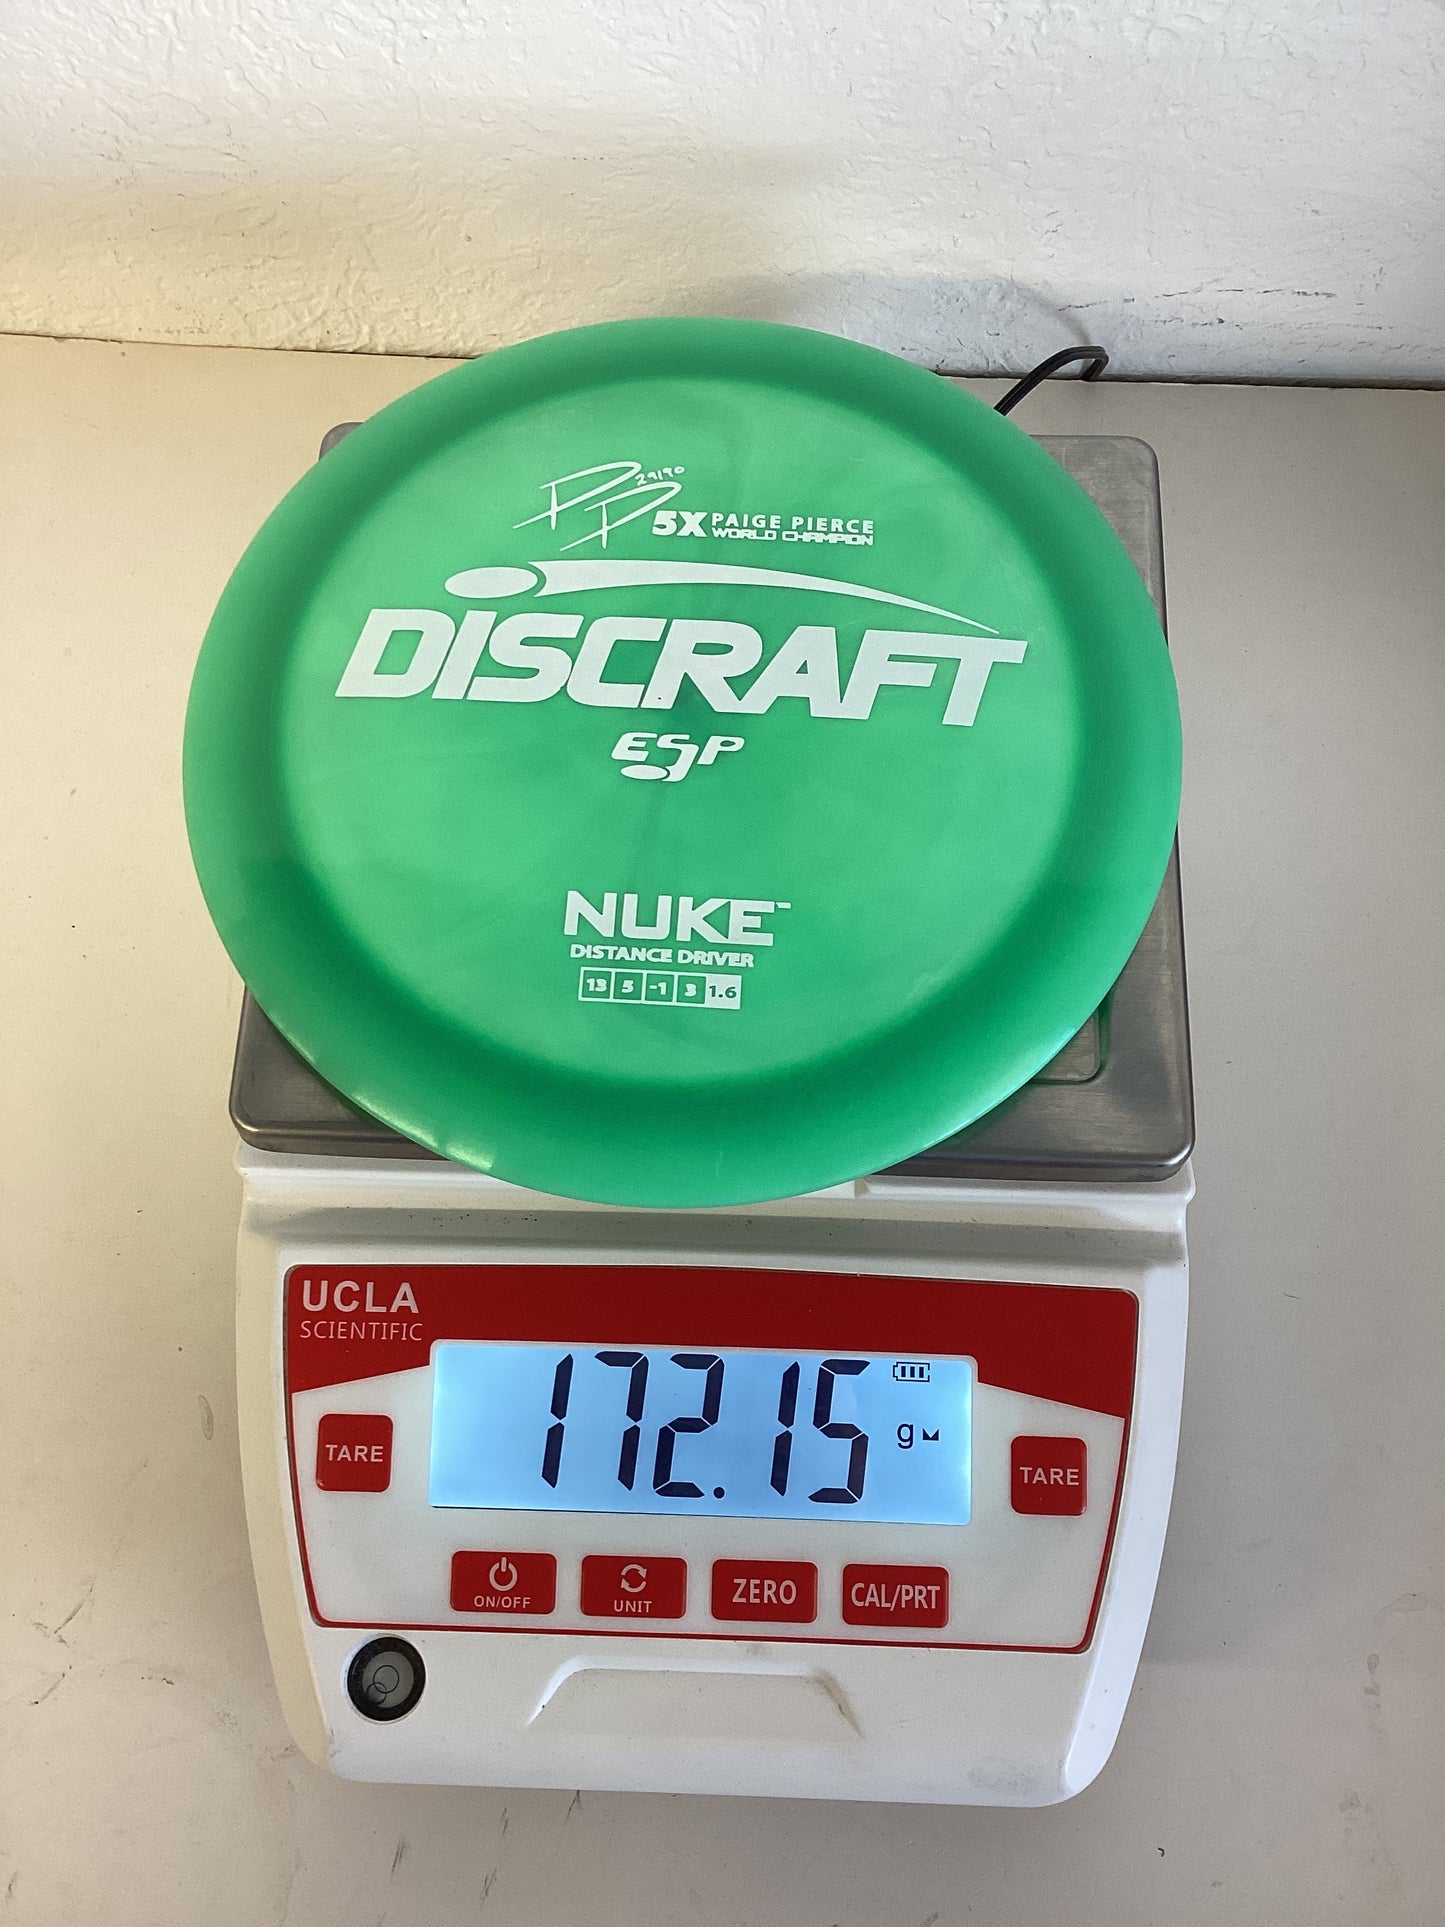 PP 29190
5X PAIGE PIERCE
WORLD CHAMPION
DISCRAFT
ESP
NUKE™
DISTANCE DRIVER
13 5 -1 3 1.6
UCLA
SCIENTIFIC
172.15 g
TARE
TARE
ON/OFF
UNIT
ZERO
CAL/PRT